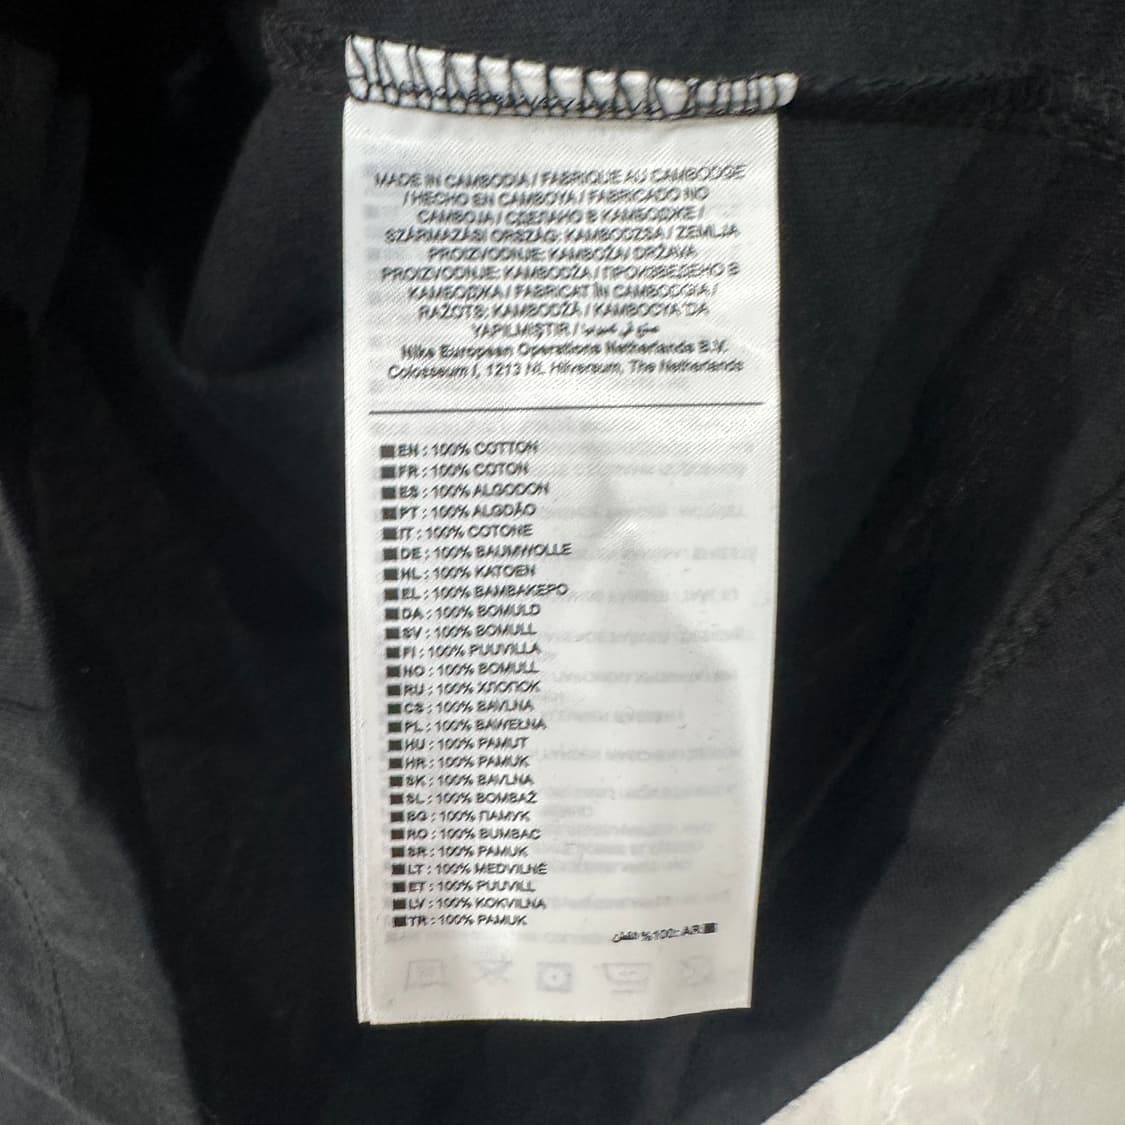 MADE IN CAMBODIA / FABRIQUE AU CAMBODGE
/ HECHO EN CAMBOYA / FABRICADO NO
CAMBOJA / СДЕЛАНО В КАМБОДЖЕ /
SZÁRMAZÁSI ORSZÁG: KAMBODZSA / ZEMLJA
PROIZVODNJE: KAMBOŽA/ DRŽAVA
PROIZVODNJE: KAMBODŽA / ПРОИЗВЕДЕНО В
КАМБОДЖА / FABRICAT ÎN CAMBODGIA /
RAŽOTS: KAMBODŽĀ / KAMBOÇYA'DA
YAPILMIŞTIR /
Nike European Operations Netherlands B.V.
Colosseum 1, 1213 NL Hilversum, The Netherlands
EN : 100% COTTON
FR : 100% COTON
ES : 100% ALGODON
PT : 100% ALGODÃO
IT : 100% COTONE
DE : 100% BAUMWOLLE
NL : 100% KATOEN
EL : 100% ΒΑΜΒΑΚΕΡΟ
DA : 100% BOMULD
SV : 100% BOMULL
FI : 100% PUUVILLA
NO : 100% BOMULL
RU : 100% ХЛОПОК
CS : 100% BAVLNA
PL : 100% BAWEŁNA
HU : 100% PAMUT
HR : 100% PAMUK
SK : 100% BAVLNA
SL : 100% BOMBAŽ
BG : 100% ПАМУК
RO : 100% BUMBAC
SR : 100% PAMUK
LT : 100% MEDVILNĖ
ET : 100% PUUVILL
LV : 100% KOKVILNA
TR : 100% PAMUK
%100: AR